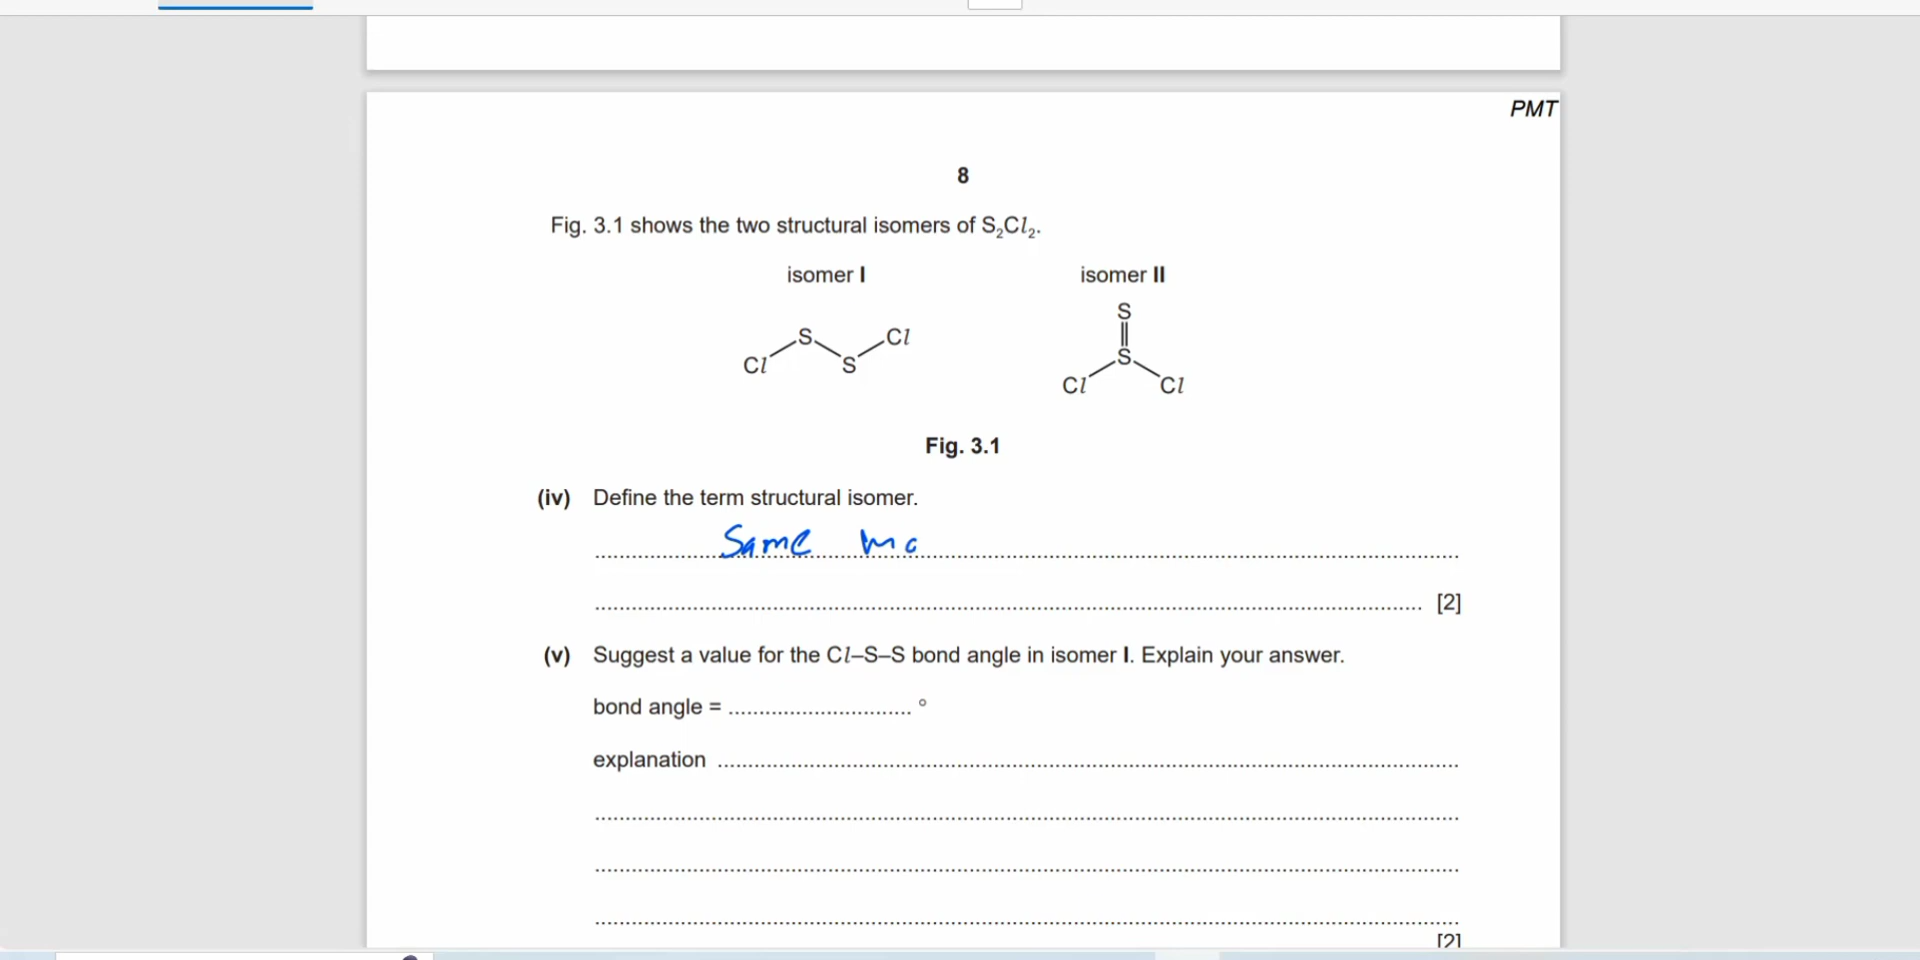 PMT
8
Fig. 3.1 shows the two structural isomers of S₂Cl₂.
isomer I isomer II
S
S Cl
Cl S
S
Cl Cl
Fig. 3.1
(iv) Define the term structural isomer.
Same mo
[2]
(v) Suggest a value for the Cl–S–S bond angle in isomer I. Explain your answer.
bond angle = .............................. °
explanation ..............................
[2]